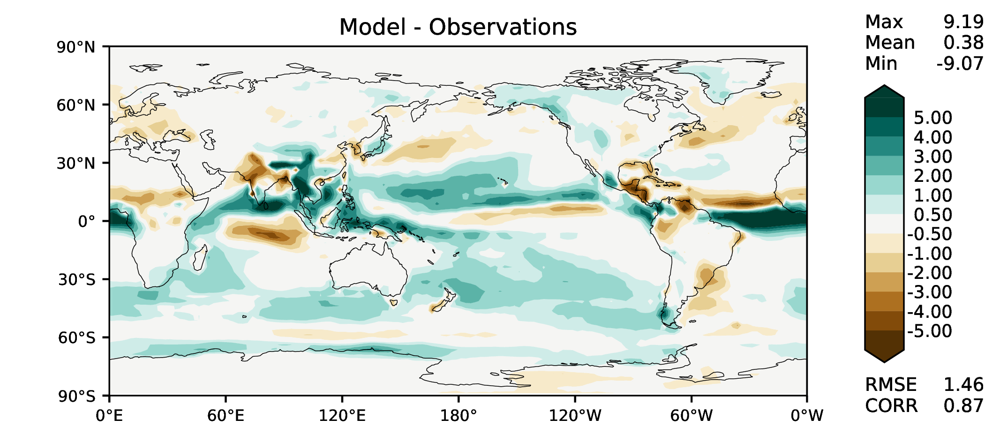 Model - Observations
Max 9.19
Mean 0.38
Min -9.07
90°N
60°N
30°N
0°
30°S
60°S
90°S
0°E 60°E 120°E 180° 120°W 60°W 0°W
5.00
4.00
3.00
2.00
1.00
0.50
-0.50
-1.00
-2.00
-3.00
-4.00
-5.00
RMSE 1.46
CORR 0.87